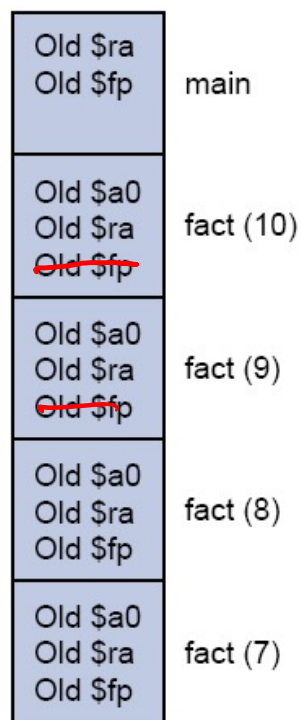 Old $ra
Old $fp
main
Old $a0
Old $ra
Old $fp
fact (10)
Old $a0
Old $ra
Old $fp
fact (9)
Old $a0
Old $ra
Old $fp
fact (8)
Old $a0
Old $ra
Old $fp
fact (7)